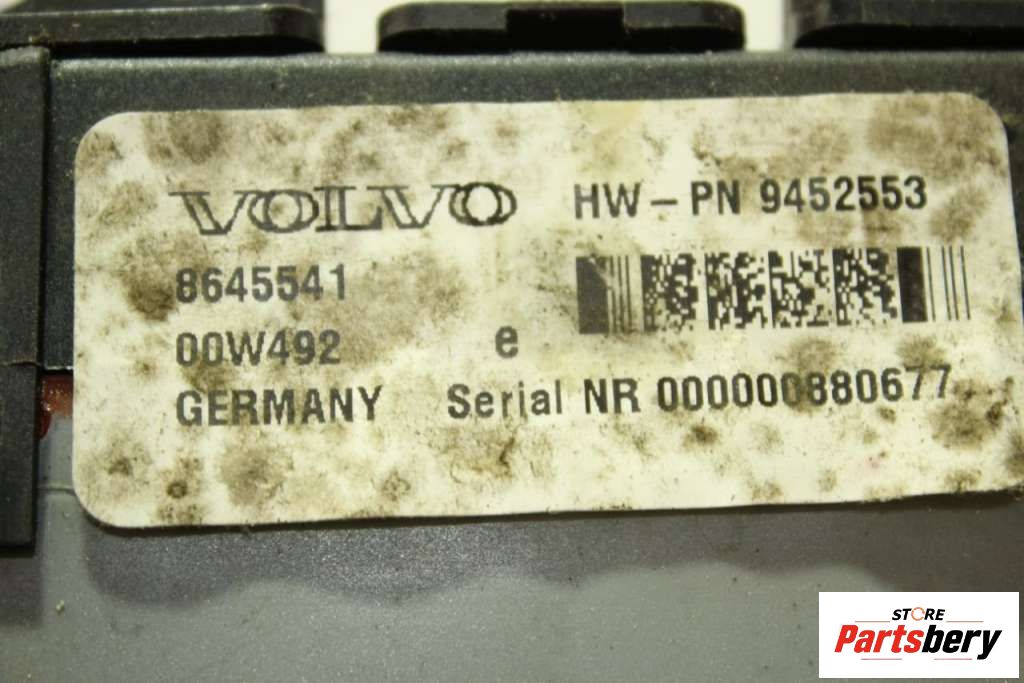 VOLVO
HW-PN 9452553
8645541
00W492
e
GERMANY
Serial NR 000000880677
STORE
Partsbery